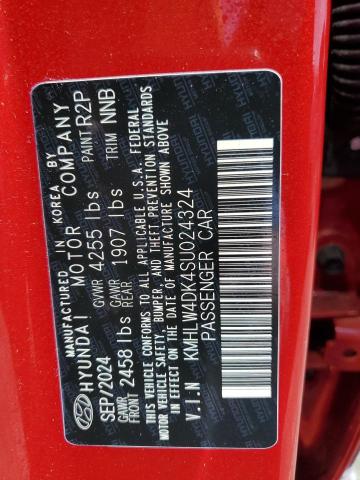 MANUFACTURED IN KOREA BY
HYUNDAI MOTOR COMPANY
SEP/2024 GVWR 4255 lbs PAINT R2P
GAWR FRONT 2458 lbs GAWR REAR 1907 lbs TRIM NNB
THIS VEHICLE CONFORMS TO ALL APPLICABLE U.S.A. FEDERAL
MOTOR VEHICLE SAFETY, BUMPER, AND THEFT PREVENTION STANDARDS
IN EFFECT ON THE DATE OF MANUFACTURE SHOWN ABOVE
V.I.N KMHLW4DK4SU024324
PASSENGER CAR